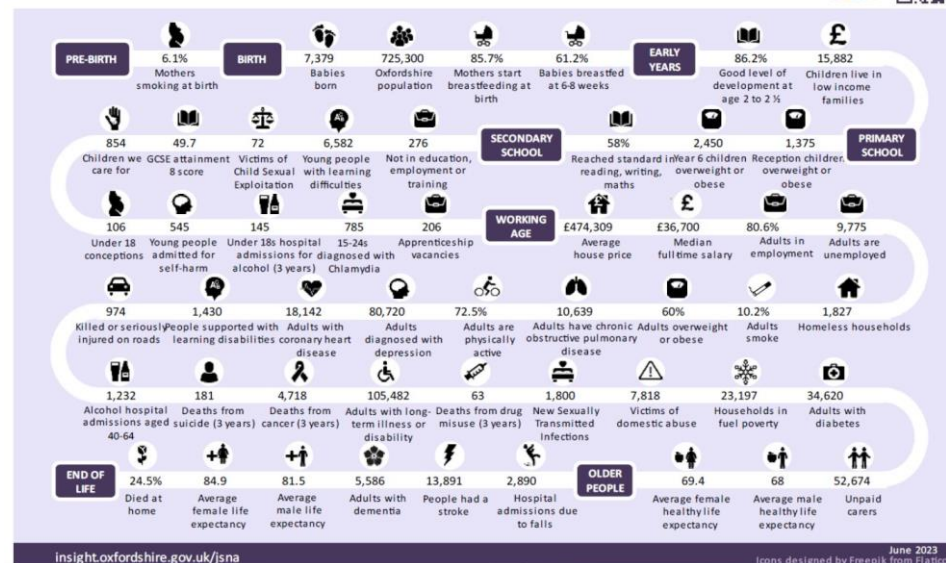 PRE-BIRTH
6.1%
Mothers
smoking at birth
BIRTH
7,379
Babies
born
725,300
Oxfordshire
population
85.7%
Mothers start
breastfeeding at
birth
61.2%
Babies breastfed
at 6-8 weeks
EARLY
YEARS
86.2%
Good level of
development at
age 2 to 2 ½
£
15,882
Children live in
low income
families
854
Children we
care for
49.7
GCSE attainment
8 score
72
Victims of
Child Sexual
Exploitation
6,582
Young people
with learning
difficulties
276
Not in education,
employment or
training
SECONDARY
SCHOOL
58%
Reached standard in
reading, writing,
maths
2,450
Year 6 children
overweight or
obese
1,375
Reception children
overweight or
obese
PRIMARY
SCHOOL
106
Under 18
conceptions
545
Young people
admitted for
self-harm
145
Under 18s hospital
admissions for
alcohol (3 years)
785
15-24s
diagnosed with
Chlamydia
206
Apprenticeship
vacancies
WORKING
AGE
£474,309
Average
house price
£
£36,700
Median
full time salary
80.6%
Adults in
employment
9,775
Adults are
unemployed
974
Killed or seriously
injured on roads
1,430
People supported with
learning disabilities
18,142
Adults with
coronary heart
disease
80,720
Adults
diagnosed with
depression
72.5%
Adults are
physically
active
10,639
Adults have chronic
obstructive pulmonary
disease
60%
Adults overweight
or obese
10.2%
Adults
smoke
1,827
Homeless households
1,232
Alcohol hospital
admissions aged
40-64
181
Deaths from
suicide (3 years)
4,718
Deaths from
cancer (3 years)
105,482
Adults with long-
term illness or
disability
63
Deaths from drug
misuse (3 years)
1,800
New Sexually
Transmitted
Infections
7,818
Victims of
domestic abuse
23,197
Households in
fuel poverty
34,620
Adults with
diabetes
END OF
LIFE
24.5%
Died at
home
84.9
Average
female life
expectancy
81.5
Average
male life
expectancy
5,586
Adults with
dementia
13,891
People had a
stroke
2,890
Hospital
admissions due
to falls
OLDER
PEOPLE
69.4
Average female
healthy life
expectancy
68
Average male
healthy life
expectancy
52,674
Unpaid
carers
insight.oxfordshire.gov.uk/jsna
June 2023
Icons designed by Freepik from